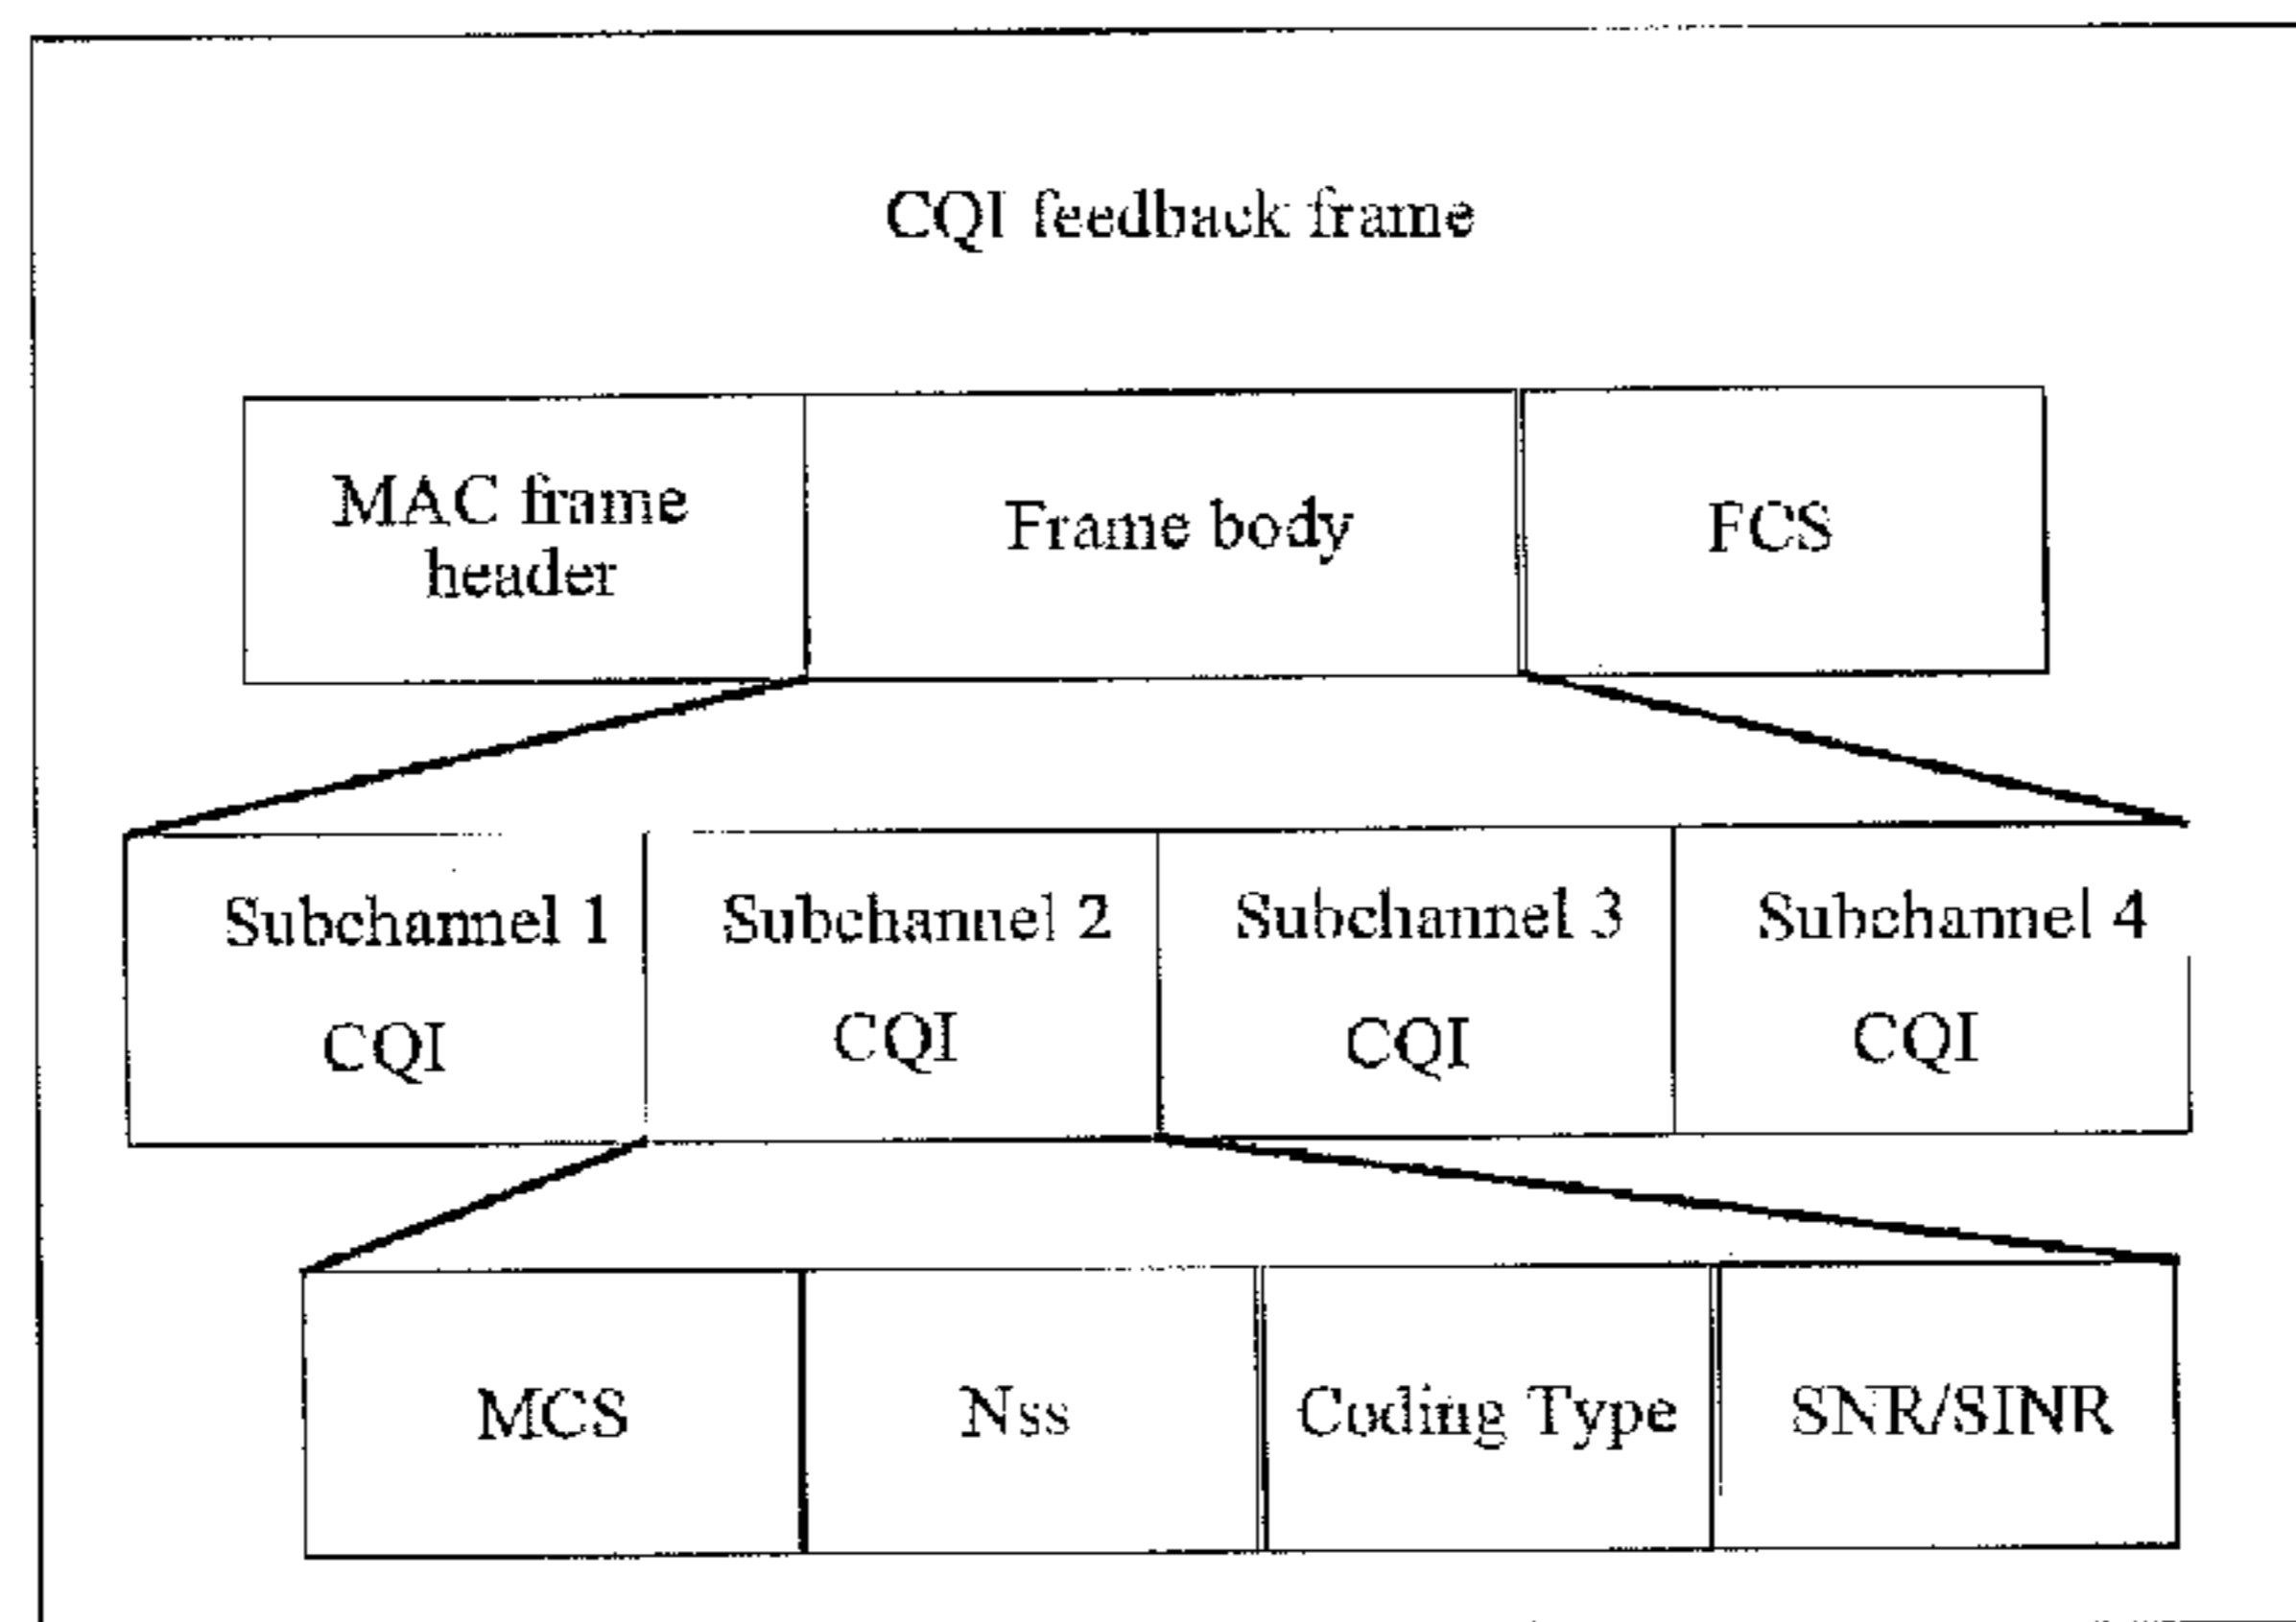 CQI feedback frame
MAC frame
header
Frame body
FCS
Subchannel 1
CQI
Subchannel 2
CQI
Subchannel 3
CQI
Subchannel 4
CQI
MCS
Nss
Coding Type
SNR/SINR